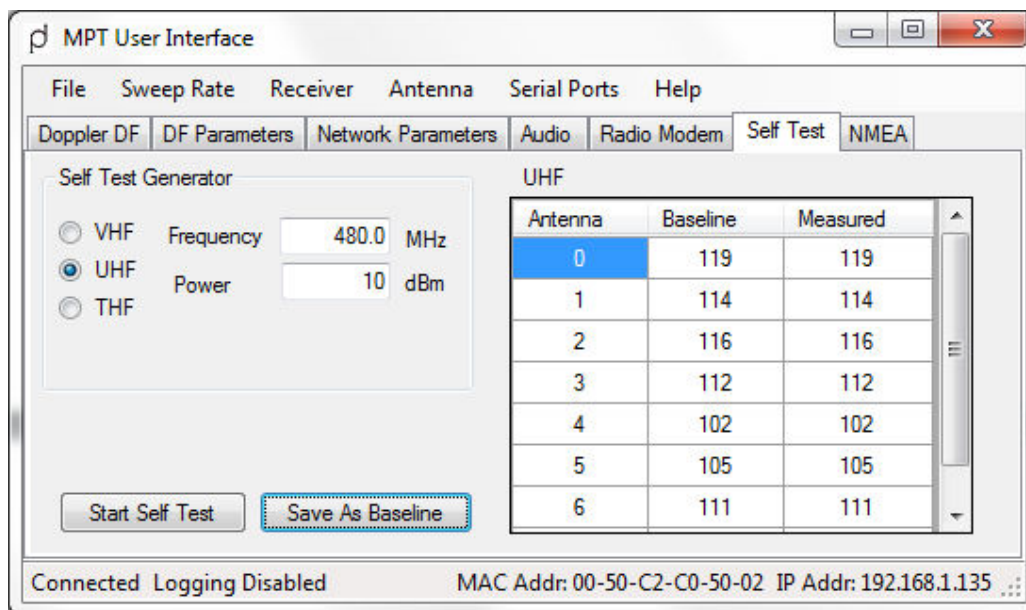 MPT User Interface
File Sweep Rate Receiver Antenna Serial Ports Help
Doppler DF DF Parameters Network Parameters Audio Radio Modem Self Test NMEA
Self Test Generator
VHF
UHF
THF
Frequency 480.0 MHz
Power 10 dBm
Start Self Test Save As Baseline
UHF
Antenna Baseline Measured
0 119 119
1 114 114
2 116 116
3 112 112
4 102 102
5 105 105
6 111 111
Connected Logging Disabled MAC Addr: 00-50-C2-C0-50-02 IP Addr: 192.168.1.135